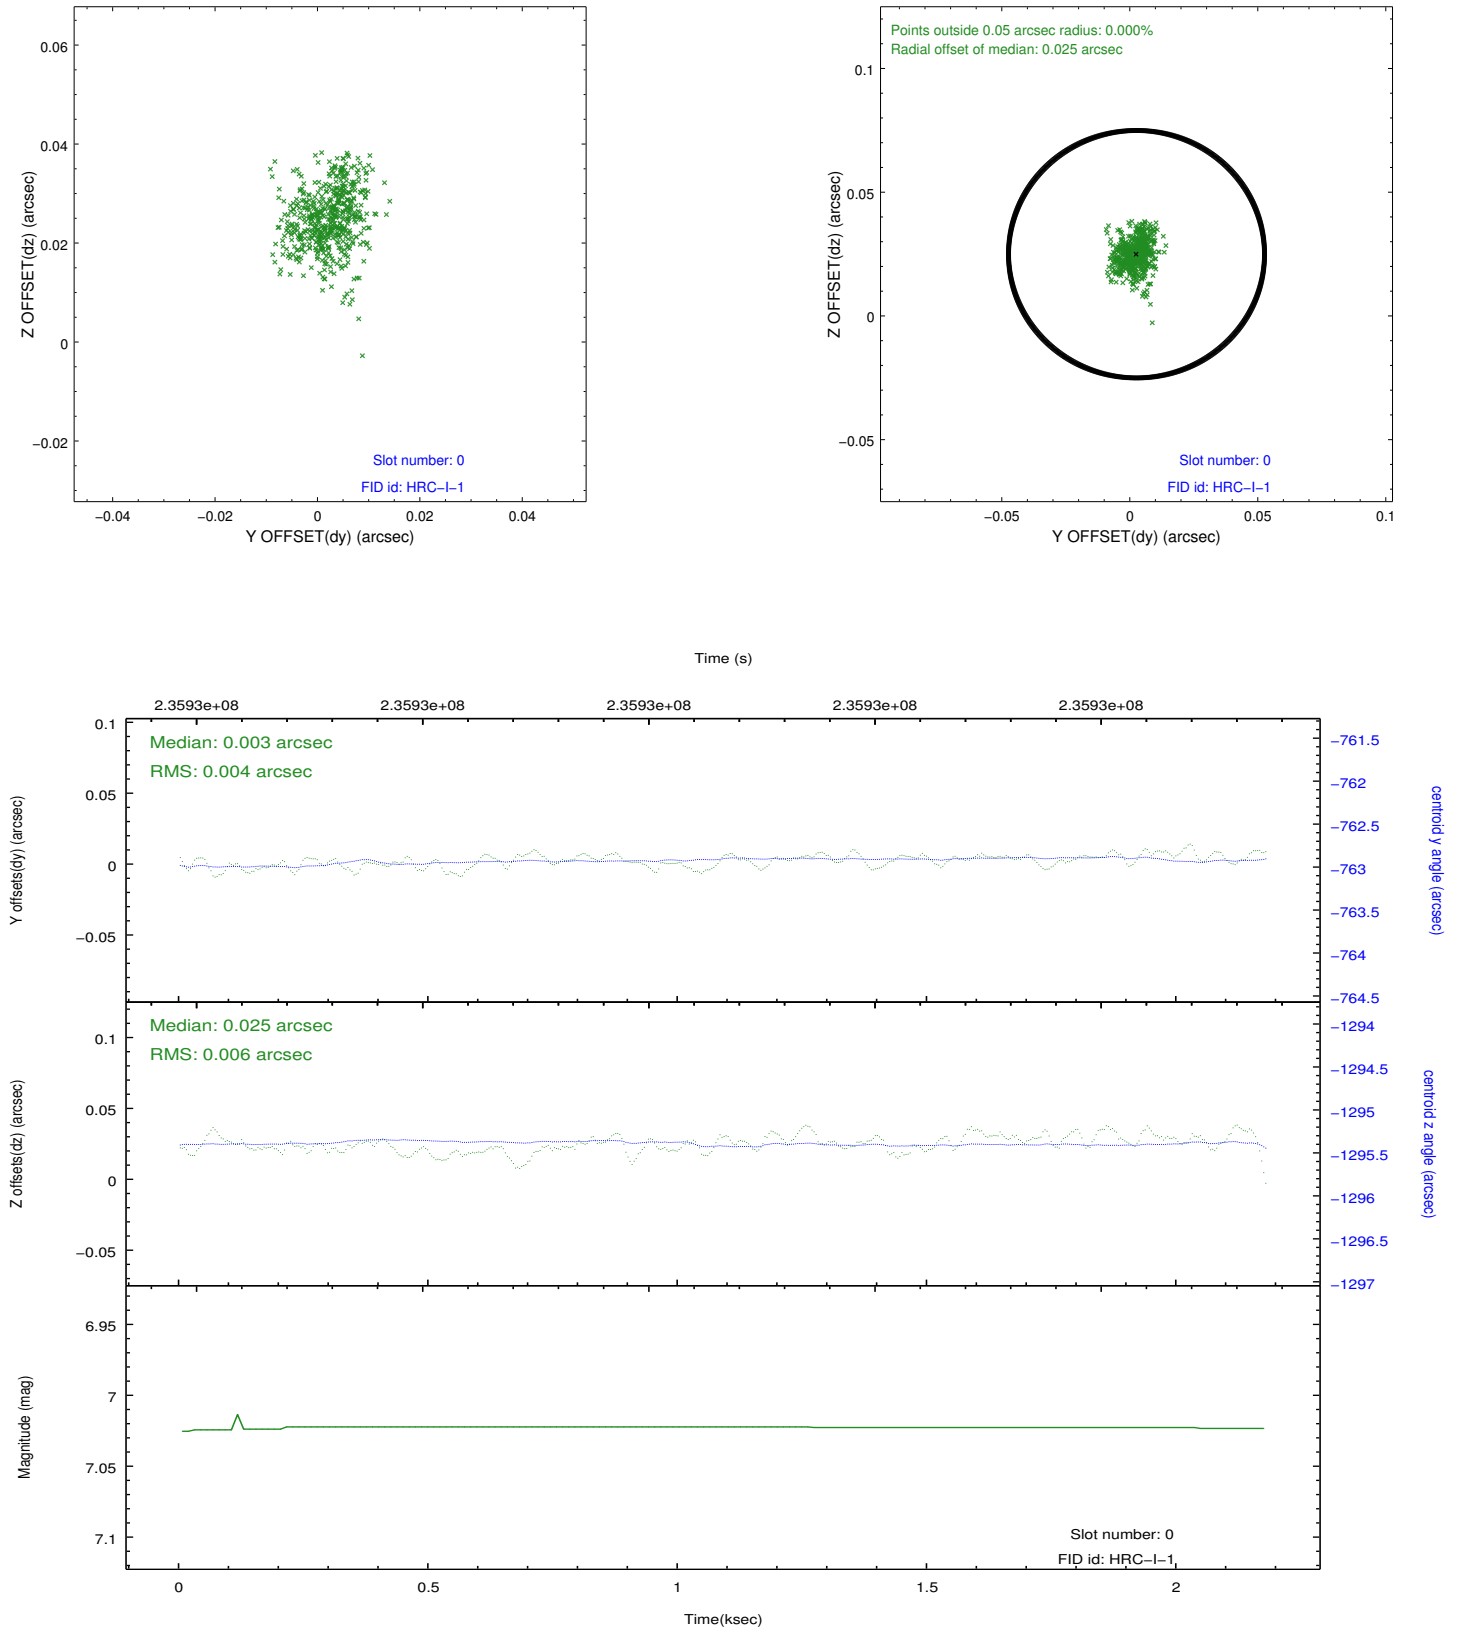 0.06
0.04
0.02
0
−0.02
Z OFFSET(dz) (arcsec)
Slot number: 0
FID id: HRC−I−1
−0.04
−0.02
0
0.02
0.04
Y OFFSET(dy) (arcsec)
Points outside 0.05 arcsec radius: 0.000%
Radial offset of median: 0.025 arcsec
0.1
0.05
0
−0.05
Z OFFSET(dz) (arcsec)
Slot number: 0
FID id: HRC−I−1
−0.05
0
0.05
0.1
Y OFFSET(dy) (arcsec)
Time (s)
2.3593e+08
2.3593e+08
2.3593e+08
2.3593e+08
2.3593e+08
Median: 0.003 arcsec
RMS: 0.004 arcsec
0.1
0.05
0
−0.05
Y offsets(dy) (arcsec)
−761.5
−762
−762.5
−763
−763.5
−764
−764.5
centroid y angle (arcsec)
Median: 0.025 arcsec
RMS: 0.006 arcsec
0.1
0.05
0
−0.05
Z offsets(dz) (arcsec)
−1294
−1294.5
−1295
−1295.5
−1296
−1296.5
−1297
centroid z angle (arcsec)
6.95
7
7.05
7.1
Magnitude (mag)
Slot number: 0
FID id: HRC−I−1
0
0.5
1
1.5
2
Time(ksec)